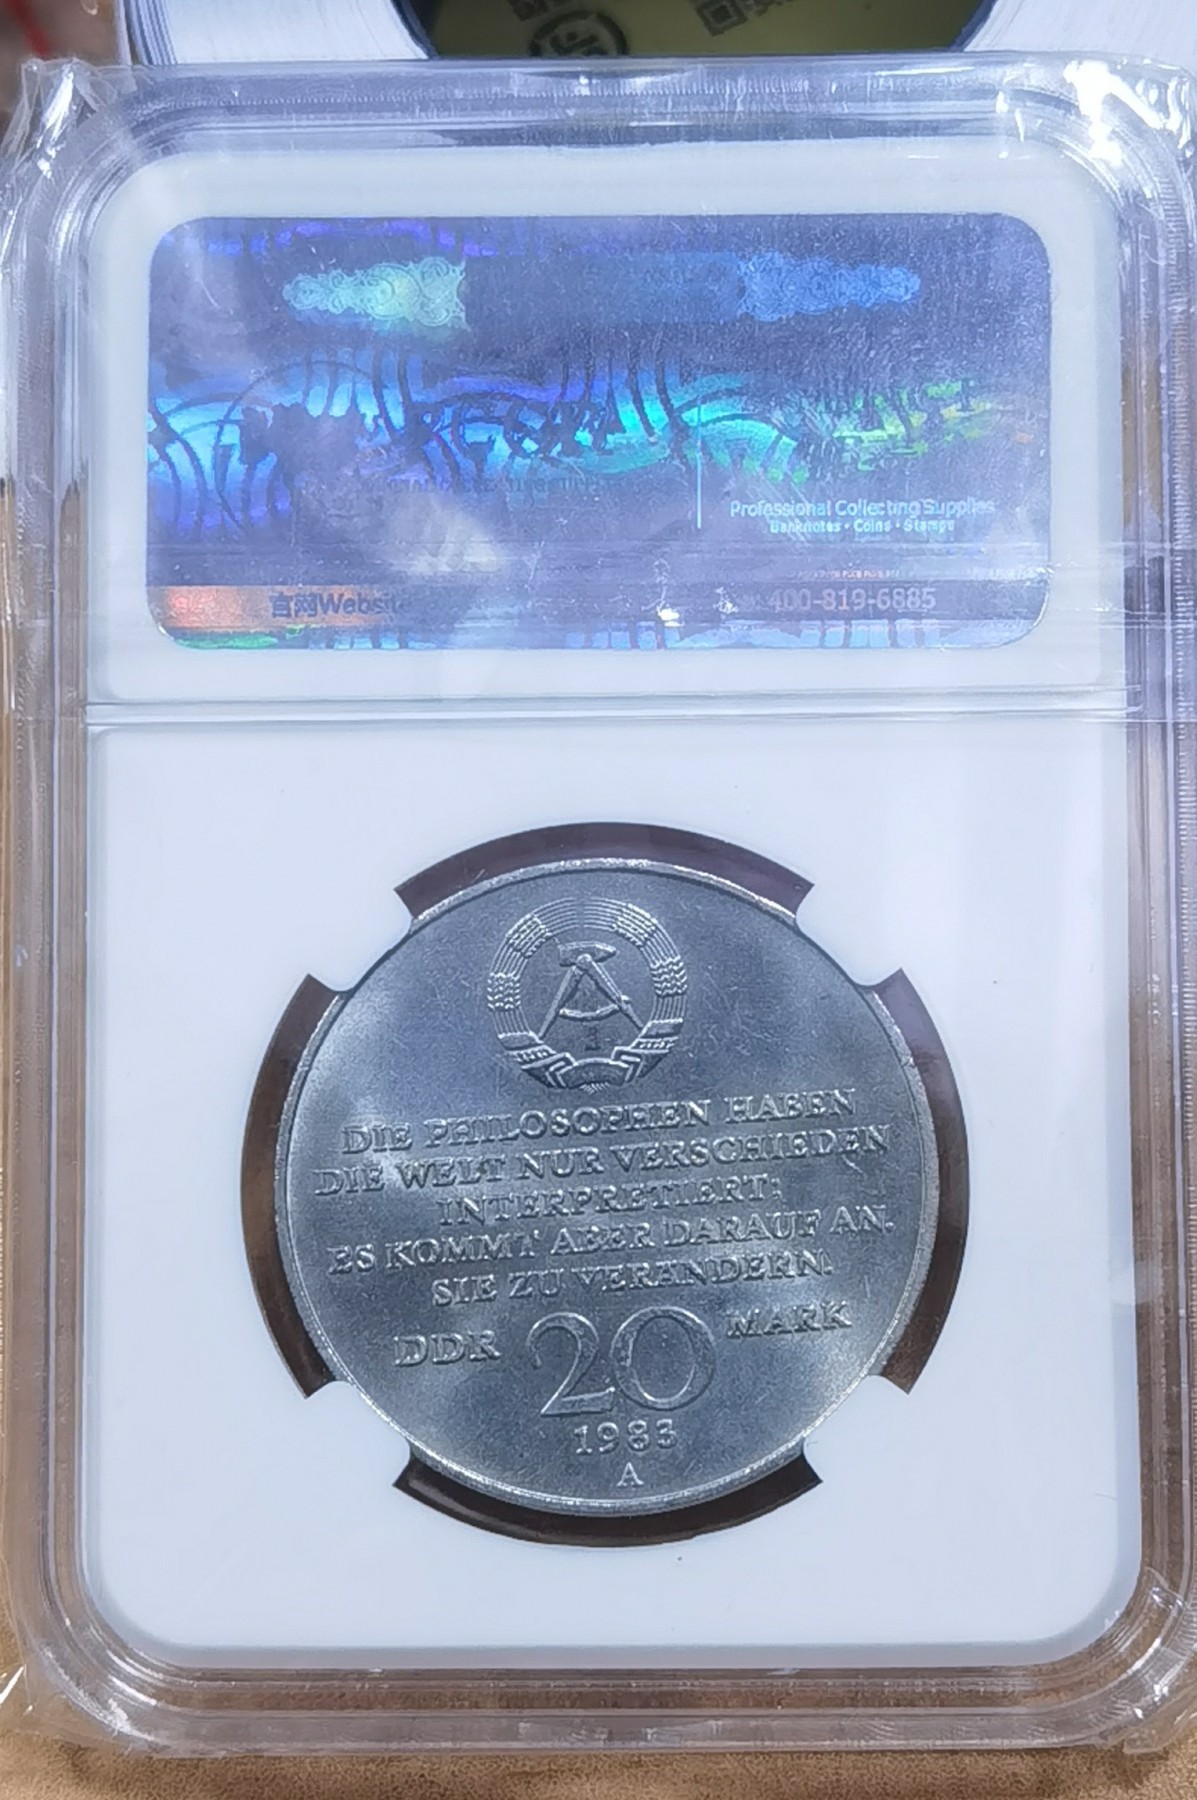 Professional Collecting Supplies
Banknotes • Coins • Stamps
官网Website
400-819-6885
DIE PHILOSOPHEN HABEN
DIE WELT NUR VERSCHIEDEN
INTERPRETIERT;
ES KOMMT ABER DARAUF AN,
SIE ZU VERÄNDERN.
DDR 20 MARK
1983
A